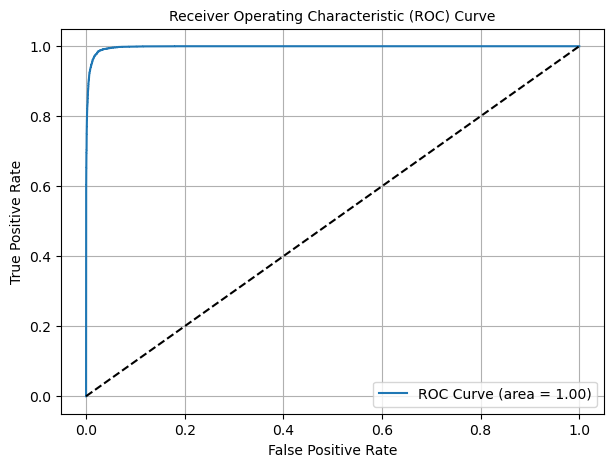 Receiver Operating Characteristic (ROC) Curve
1.0
0.8
0.6
0.4
0.2
0.0
True Positive Rate
ROC Curve (area = 1.00)
0.0 0.2 0.4 0.6 0.8 1.0
False Positive Rate